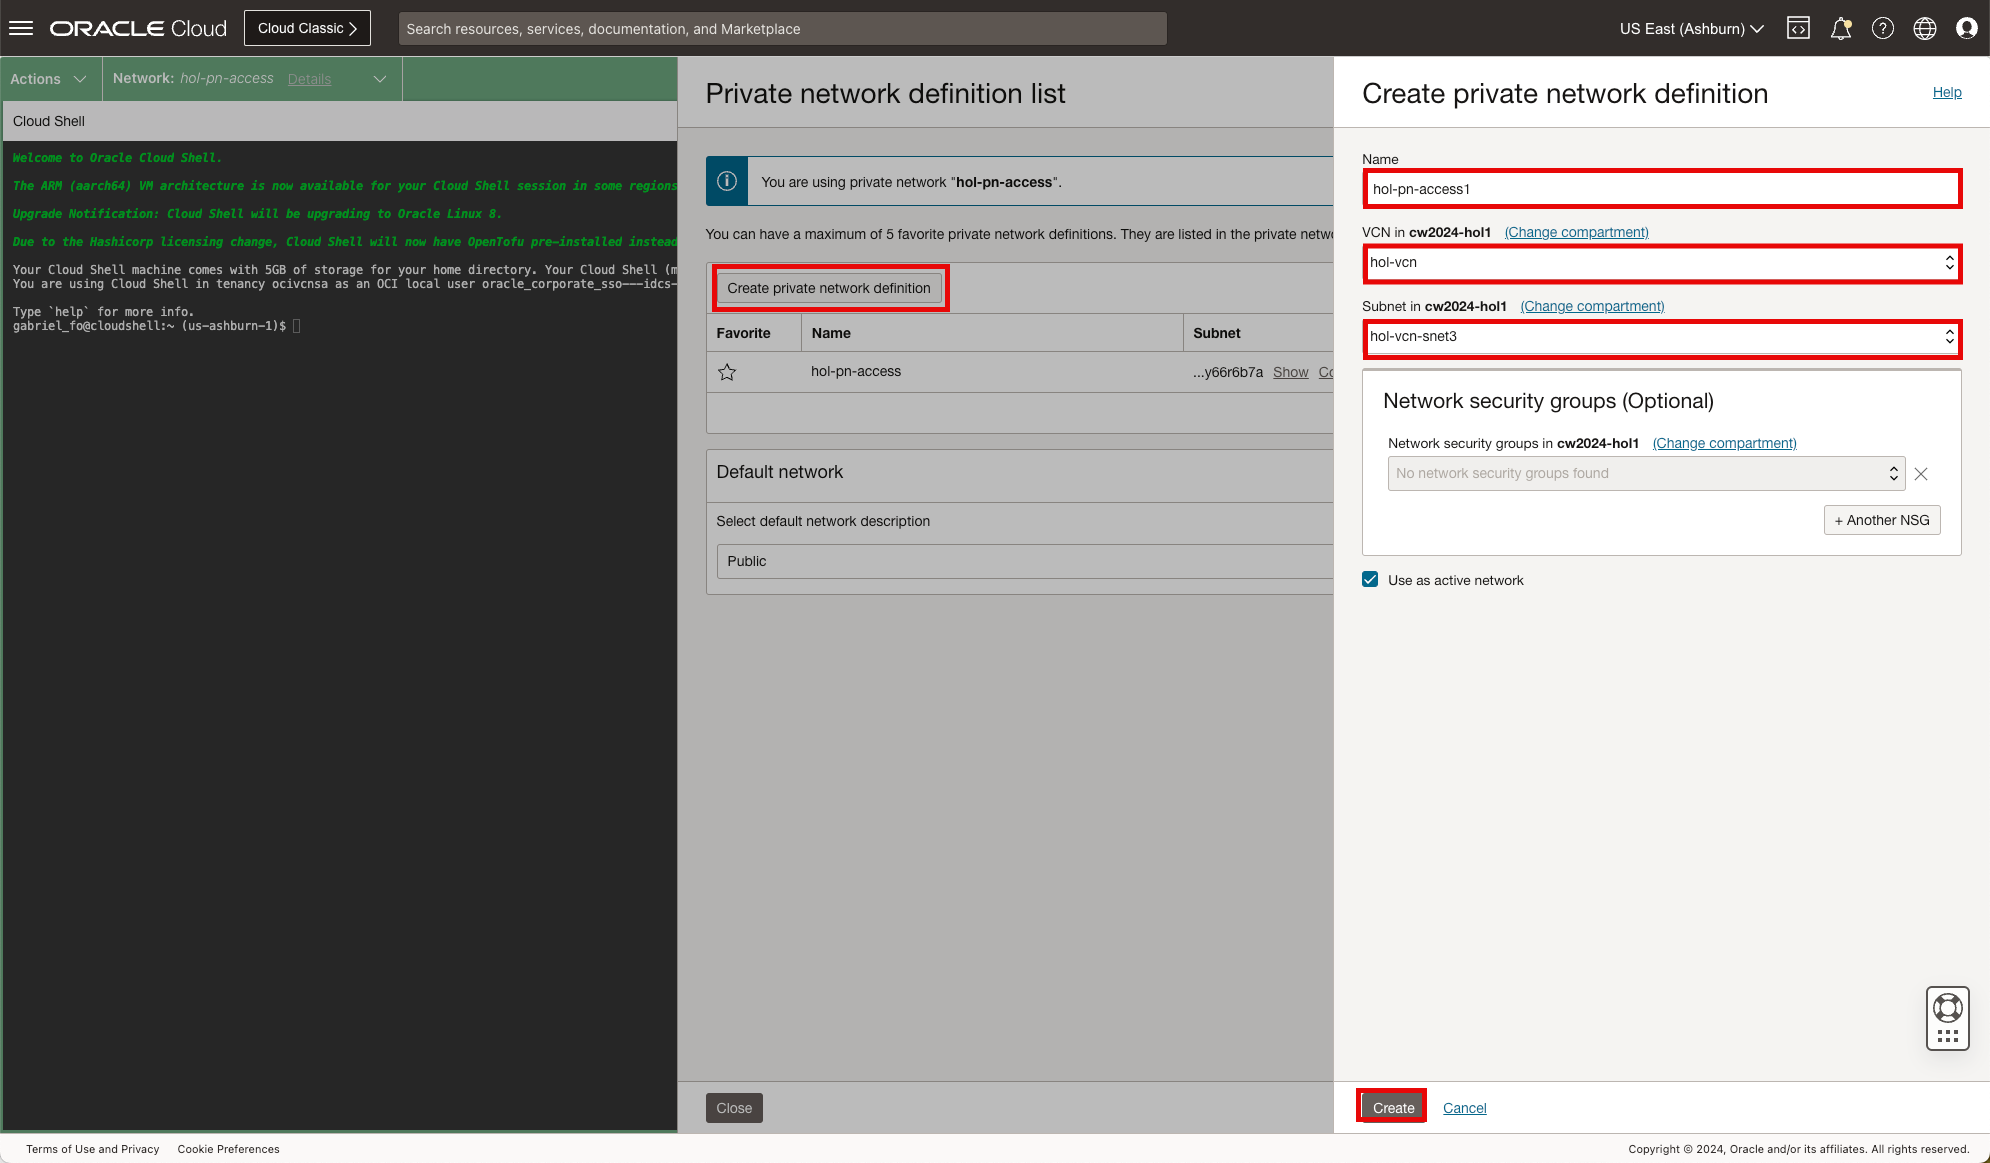 ORACLE Cloud
Cloud Classic
Search resources, services, documentation, and Marketplace
US East (Ashburn)
Actions
Network: hol-pn-access Details
Cloud Shell
Welcome to Oracle Cloud Shell.
The ARM (aarch64) VM architecture is now available for your Cloud Shell session in some regions
Upgrade Notification: Cloud Shell will be upgrading to Oracle Linux 8.
Due to the Hashicorp licensing change, Cloud Shell will now have OpenTofu pre-installed instead
Your Cloud Shell machine comes with 5GB of storage for your home directory. Your Cloud Shell (m
You are using Cloud Shell in tenancy ocivcnsa as an OCI local user oracle_corporate_sso---idcs-
Type `help` for more info.
gabriel_fo@cloudshell:~ (us-ashburn-1)$
Private network definition list
You are using private network "hol-pn-access".
You can have a maximum of 5 favorite private network definitions. They are listed in the private netw
Create private network definition
Favorite Name Subnet
hol-pn-access ...y66r6b7a Show Co
Default network
Select default network description
Public
Close
Create private network definition
Help
Name
hol-pn-access1
VCN in cw2024-hol1 (Change compartment)
hol-vcn
Subnet in cw2024-hol1 (Change compartment)
hol-vcn-snet3
Network security groups (Optional)
Network security groups in cw2024-hol1 (Change compartment)
No network security groups found
+ Another NSG
Use as active network
Create Cancel
Terms of Use and Privacy Cookie Preferences
Copyright © 2024, Oracle and/or its affiliates. All rights reserved.